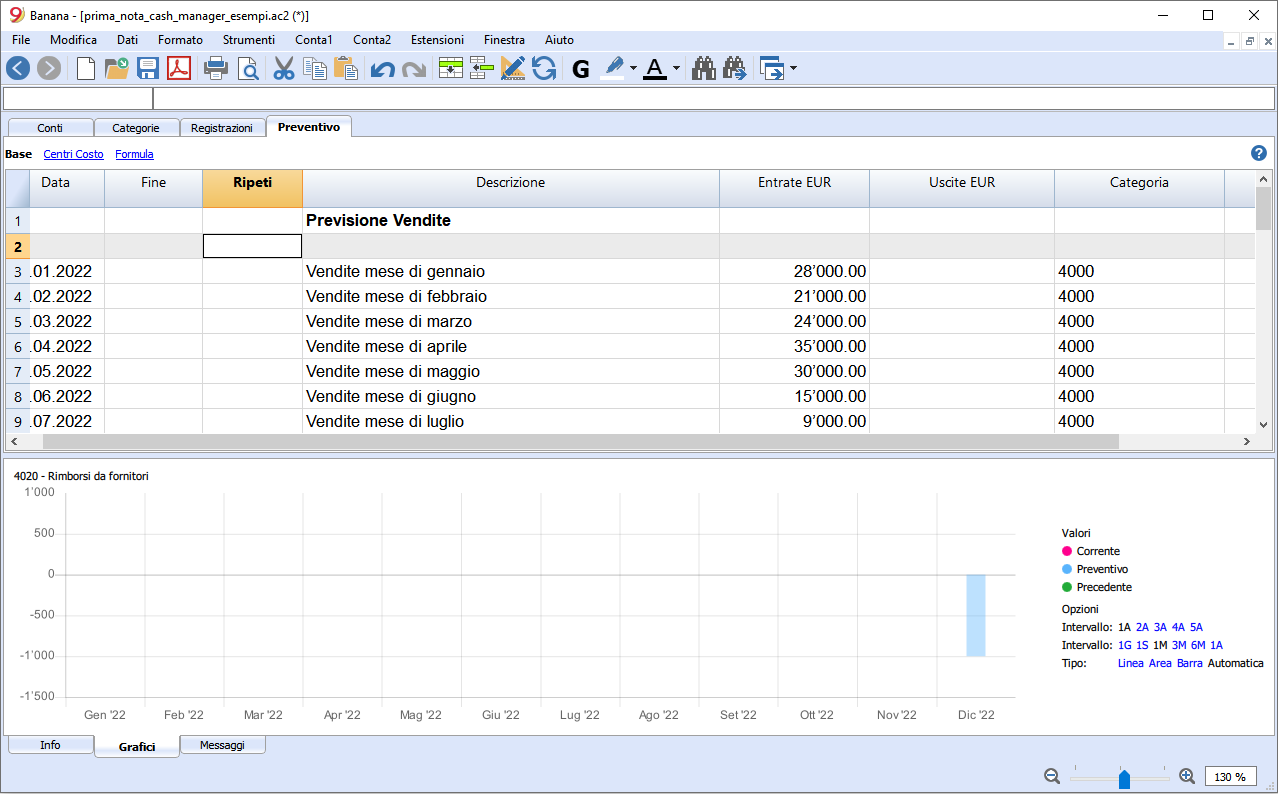 Banana - [prima_nota_cash_manager_esempi.ac2 (*)]
File Modifica Dati Formato Strumenti Conta1 Conta2 Estensioni Finestra Aiuto
G A
Conti Categorie Registrazioni Preventivo
Base Centri Costo Formula ?
Data Fine Ripeti Descrizione Entrate EUR Uscite EUR Categoria
1 Previsione Vendite
2
3 .01.2022 Vendite mese di gennaio 28’000.00 4000
4 .02.2022 Vendite mese di febbraio 21’000.00 4000
5 .03.2022 Vendite mese di marzo 24’000.00 4000
6 .04.2022 Vendite mese di aprile 35’000.00 4000
7 .05.2022 Vendite mese di maggio 30’000.00 4000
8 .06.2022 Vendite mese di giugno 15’000.00 4000
9 .07.2022 Vendite mese di luglio 9’000.00 4000
4020 - Rimborsi da fornitori
1’000
500
0
-500
-1’000
-1’500
Gen '22 Feb '22 Mar '22 Apr '22 Mag '22 Giu '22 Lug '22 Ago '22 Set '22 Ott '22 Nov '22 Dic '22
Valori
Corrente
Preventivo
Precedente
Opzioni
Intervallo: 1A 2A 3A 4A 5A
Intervallo: 1G 1S 1M 3M 6M 1A
Tipo: Linea Area Barra Automatica
Info Grafici Messaggi
130 %